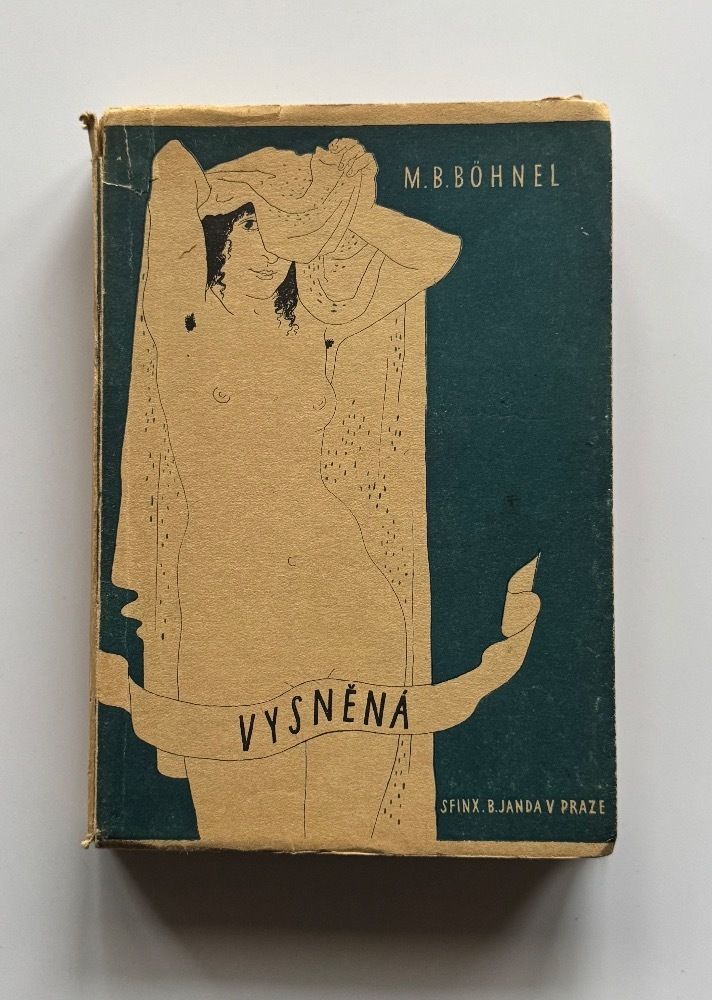 M.B.BÖHNEL
VYSNĚNÁ
SFINX. B. JANDA V PRAZE